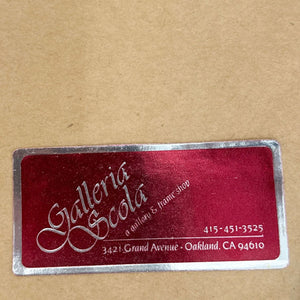 Galleria
Scola
a gallery & frame shop
415-451-3525
3421 Grand Avenue · Oakland, CA 94610